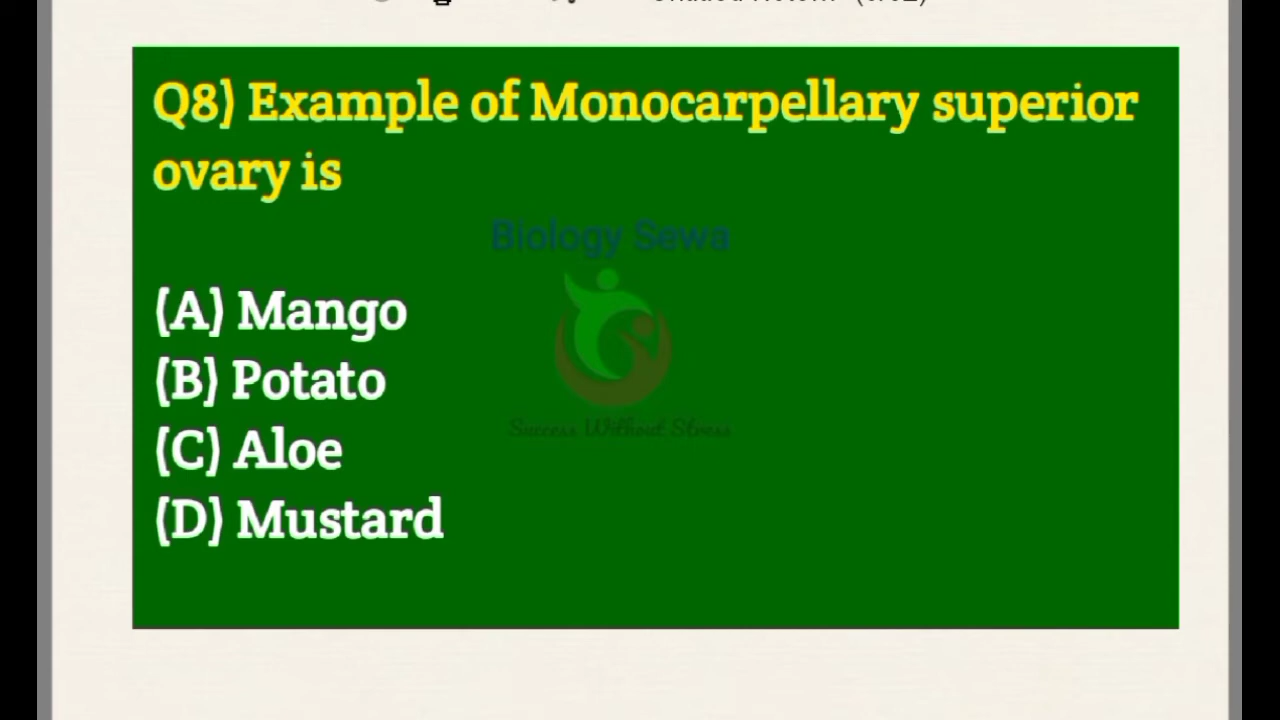 Q8) Example of Monocarpellary superior
ovary is
Biology Sewa
(A) Mango
(B) Potato
Success Without Stress
(C) Aloe
(D) Mustard